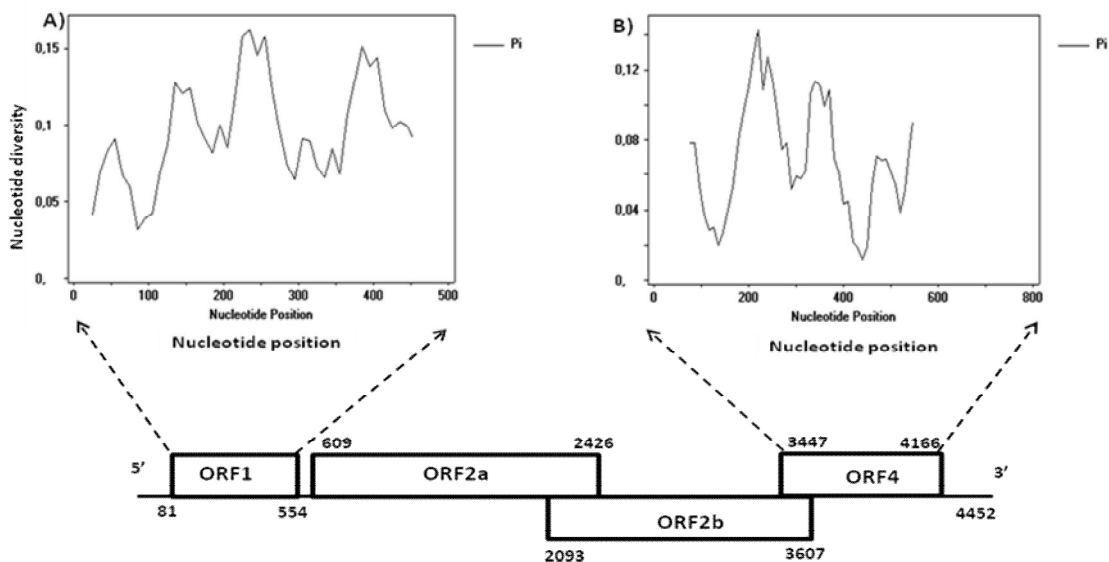 A)
Pi
0,15
0,1
0,05
0,
Nucleotide diversity
0 100 200 300 400 500
Nucleotide Position
Nucleotide position
B)
Pi
0,12
0,08
0,04
0,
0 200 400 600 800
Nucleotide Position
Nucleotide position
5’ 609 2426 3447 4166 3’
ORF1 ORF2a ORF4
81 554 ORF2b 4452
2093 3607